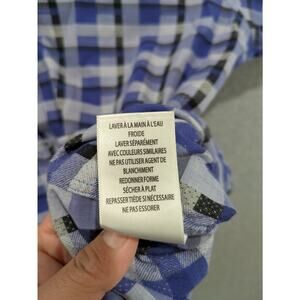 LAVER À LA MAIN À L'EAU
FROIDE
LAVER SÉPARÉMENT
AVEC COULEURS SIMILAIRES
NE PAS UTILISER AGENT DE
BLANCHIMENT
REDONNER FORME
SÉCHER À PLAT
REPASSER TIÈDE SI NÉCESSAIRE
NE PAS ESSORER